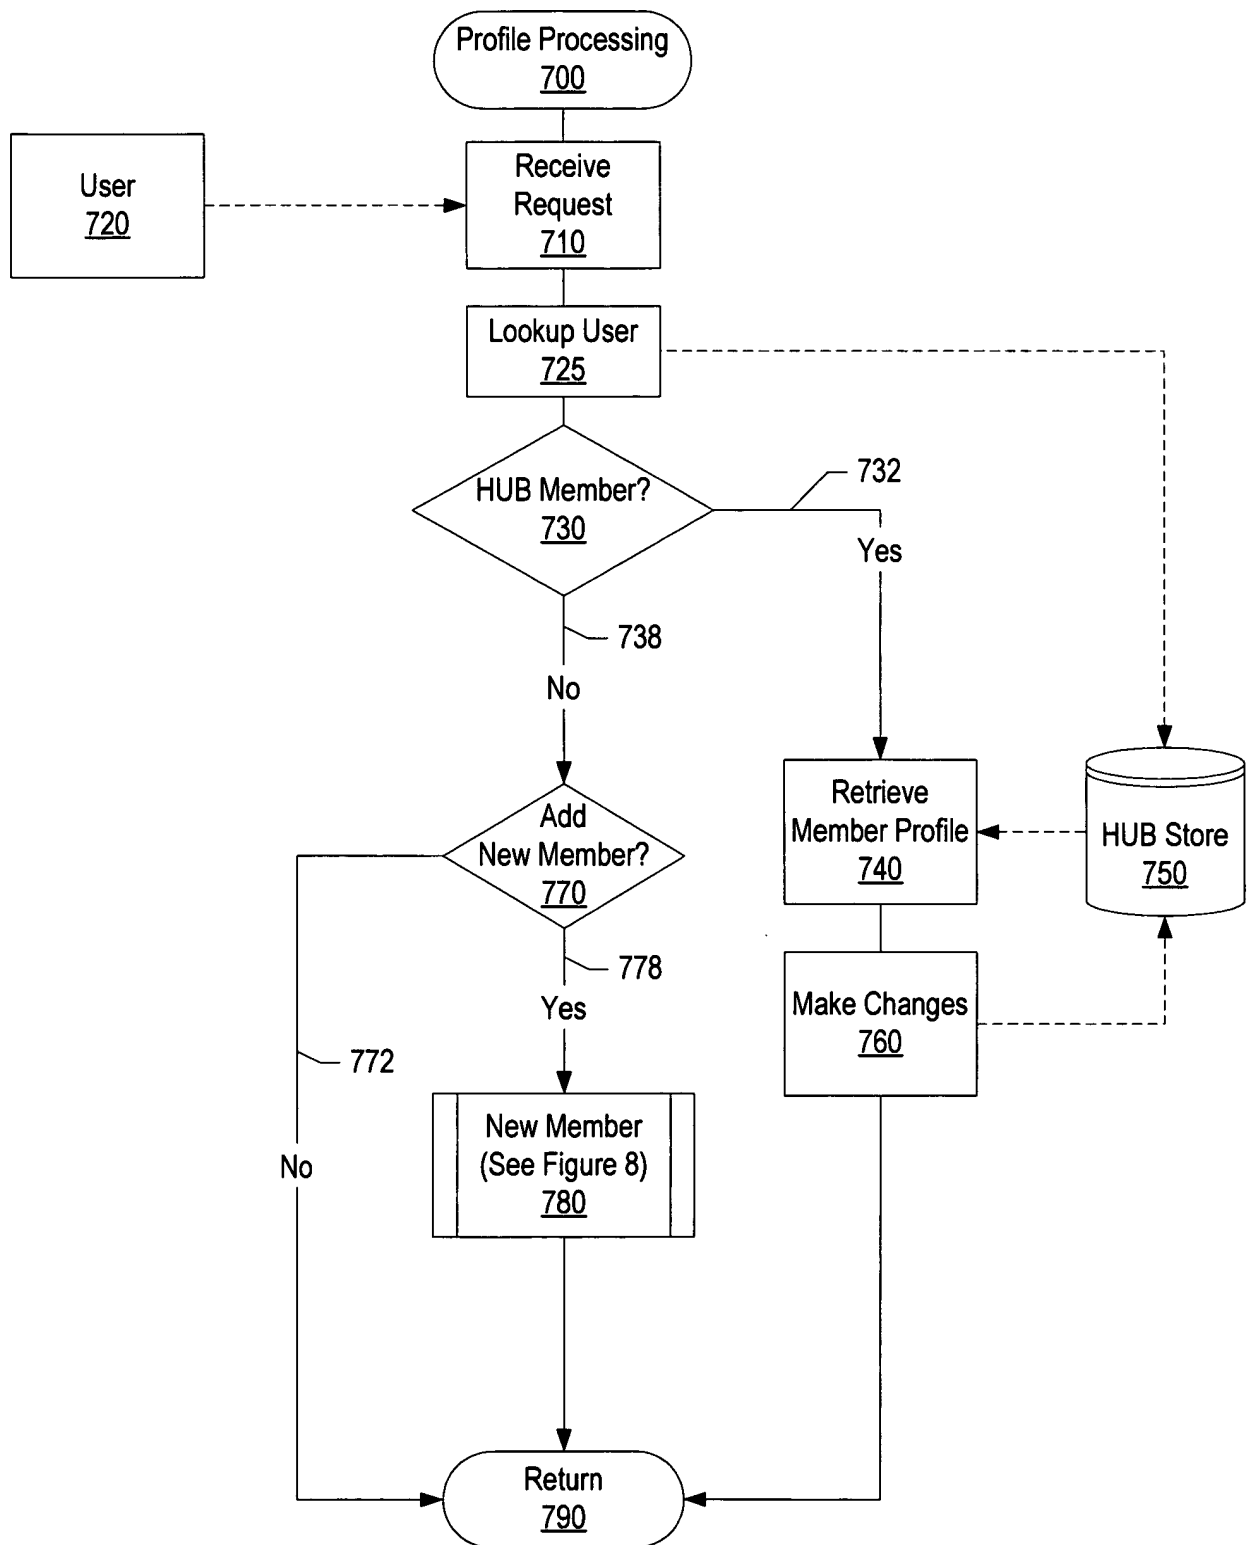 Profile Processing
700
User
720
Receive
Request
710
Lookup User
725
HUB Member?
730
732
Yes
738
No
Add
New Member?
770
Retrieve
Member Profile
740
HUB Store
750
778
Yes
Make Changes
760
772
No
New Member
(See Figure 8)
780
Return
790